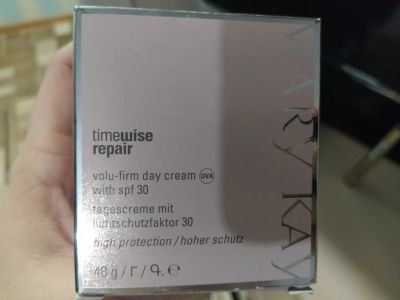 MARY KAY
timewise
repair
volu-firm day cream UVA
with spf 30
tagescreme mit
lichtschutzfaktor 30
high protection / hoher schutz
48 g / г / գ. e